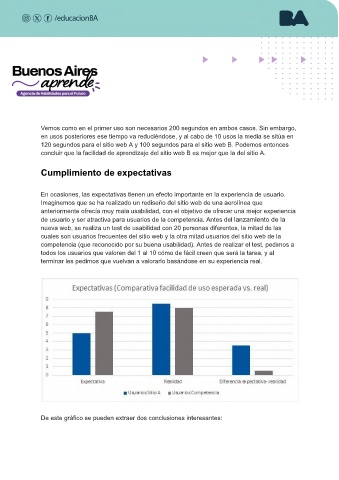 /educacionBA
BA
Buenos Aires
aprende
Agencia de Habilidades para el Futuro
Vemos como en el primer uso son necesarios 200 segundos en ambos casos. Sin embargo,
en usos posteriores ese tiempo va reduciéndose, y al cabo de 10 usos la media se sitúa en
120 segundos para el sitio web A y 100 segundos para el sitio web B. Podemos entonces
concluir que la facilidad de aprendizaje del sitio web B es mejor que la del sitio A.
Cumplimiento de expectativas
En ocasiones, las expectativas tienen un efecto importante en la experiencia de usuario.
Imaginemos que se ha realizado un rediseño del sitio web de una aerolínea que
anteriormente ofrecía muy mala usabilidad, con el objetivo de ofrecer una mejor experiencia
de usuario y ser atractiva para usuarios de la competencia. Antes del lanzamiento de la
nueva web, se realiza un test de usabilidad con 20 personas diferentes, la mitad de las
cuales son usuarios frecuentes del sitio web y la otra mitad usuarios del sitio web de la
competencia (que reconocido por su buena usabilidad). Antes de realizar el test, pedimos a
todos los usuarios que valoren del 1 al 10 cómo de fácil creen que será la tarea, y al
terminar les pedimos que vuelvan a valorarlo basándose en su experiencia real.
Expectativas (Comparativa facilidad de uso esperada vs. real)
9
8
7
6
5
4
3
2
1
0
Expectativa Realidad Diferencia expectativa-realidad
Usuarios Sitio A Usuarios Competencia
De este gráfico se pueden extraer dos conclusiones interesantes: